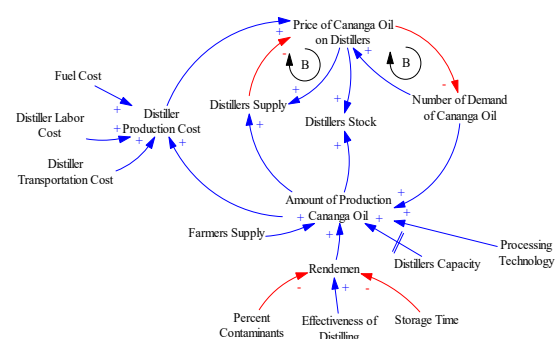 Price of Cananga Oil
on Distillers
+
-
B
+
B
-
Fuel Cost
+
Distiller
Production Cost
Distillers Supply
+
+
Distillers Stock
Number of Demand
of Cananga Oil
Distiller Labor
Cost
+
+
+
+
+
Distiller
Transportation Cost
Amount of Production
Cananga Oil
+
+
+
+
+
+
Farmers Supply
Distillers Capacity
Processing
Technology
Rendemen
-
+
-
Percent
Contaminants
Effectiveness of
Distilling
Storage Time